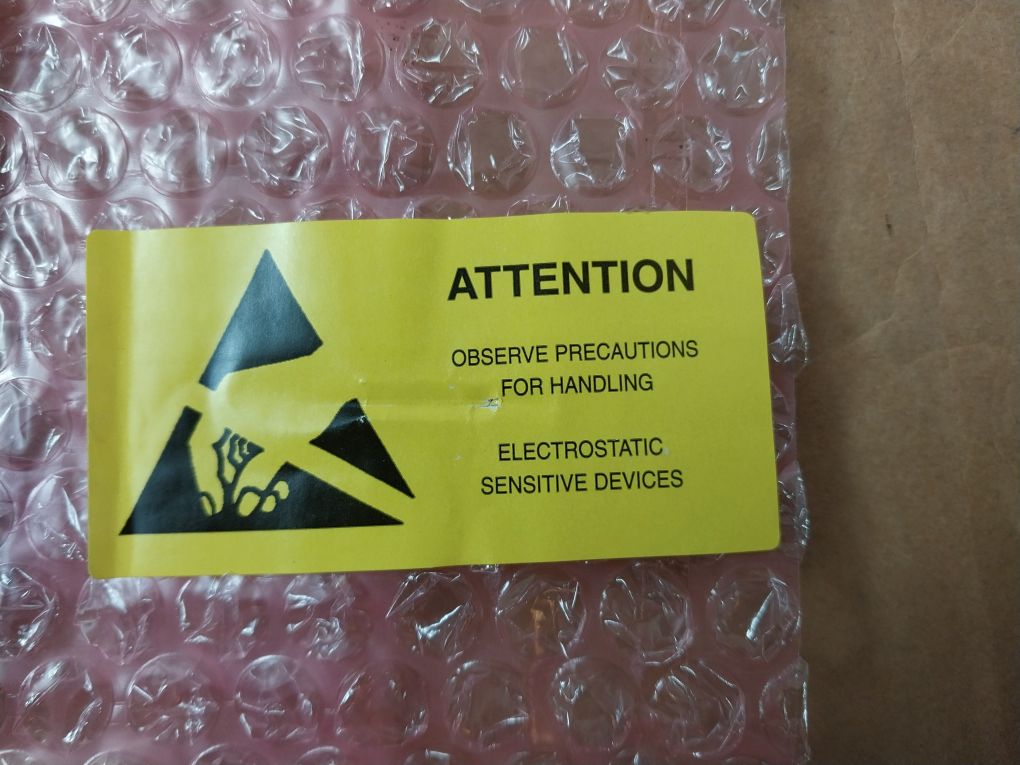 ATTENTION
OBSERVE PRECAUTIONS
FOR HANDLING
ELECTROSTATIC
SENSITIVE DEVICES